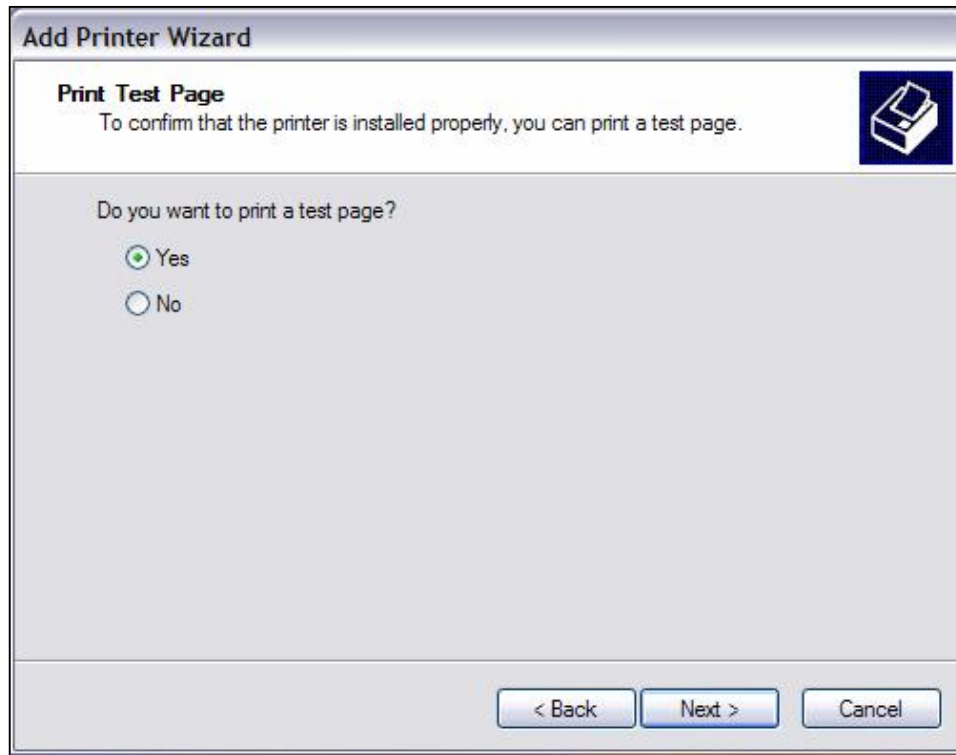 Add Printer Wizard
Print Test Page
To confirm that the printer is installed properly, you can print a test page.
Do you want to print a test page?
Yes
No
< Back
Next >
Cancel